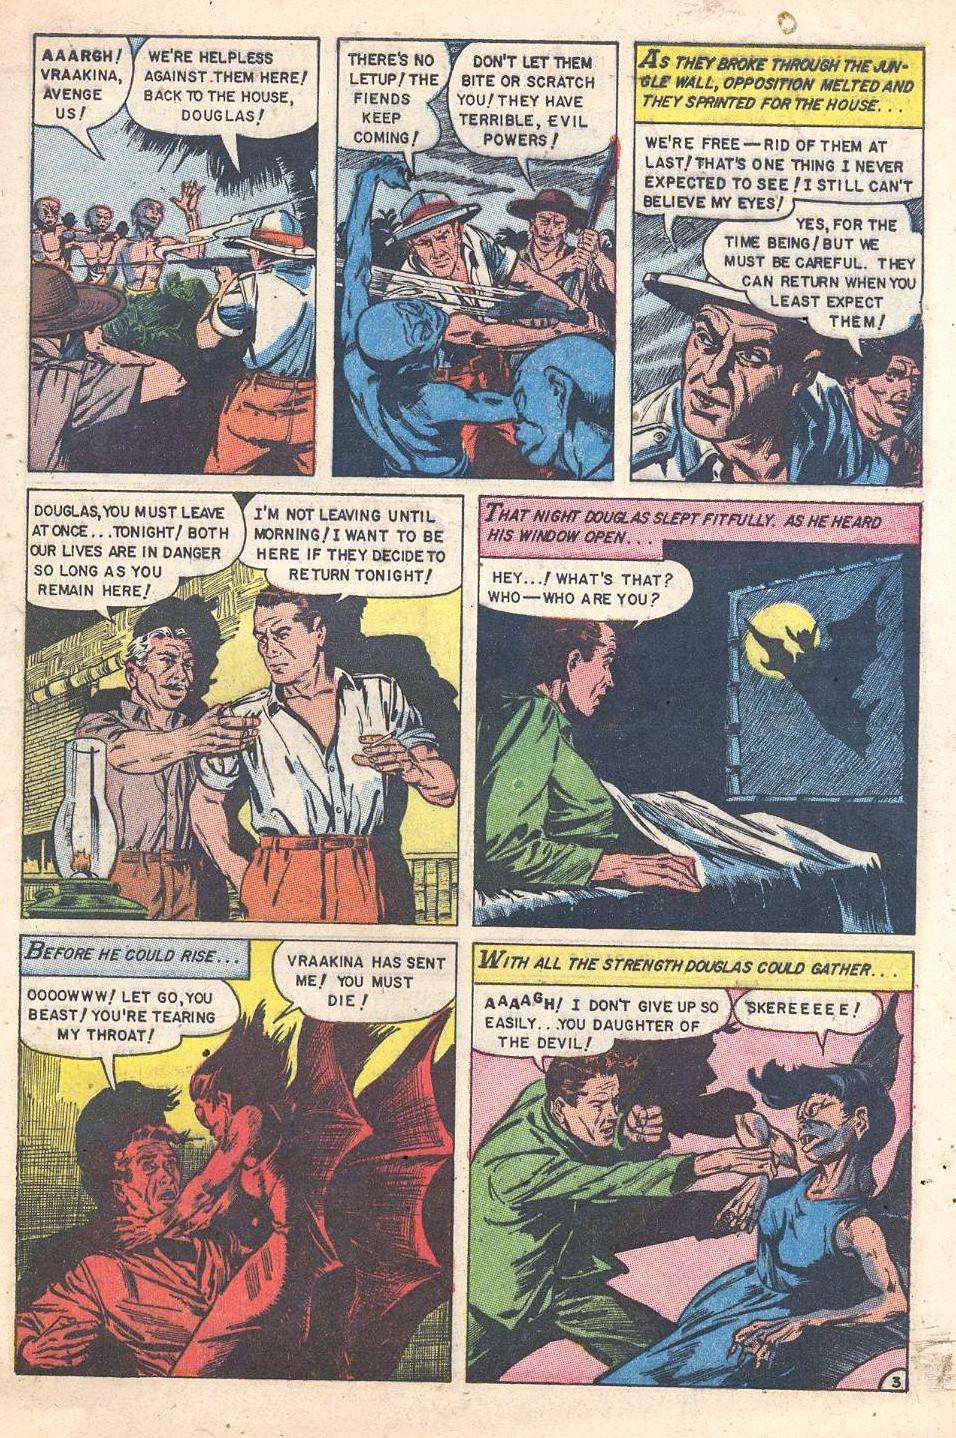 AAARGH!
VRAAKINA,
AVENGE
US!
WE'RE HELPLESS
AGAINST THEM HERE!
BACK TO THE HOUSE,
DOUGLAS!
THERE'S NO
LETUP! THE
FIENDS
KEEP
COMING!
DON'T LET THEM
BITE OR SCRATCH
YOU! THEY HAVE
TERRIBLE, EVIL
POWERS!
AS THEY BROKE THROUGH THE JUN-
GLE WALL, OPPOSITION MELTED AND
THEY SPRINTED FOR THE HOUSE...
WE'RE FREE—RID OF THEM AT
LAST! THAT'S ONE THING I NEVER
EXPECTED TO SEE! I STILL CAN'T
BELIEVE MY EYES!
YES, FOR THE
TIME BEING! BUT WE
MUST BE CAREFUL. THEY
CAN RETURN WHEN YOU
LEAST EXPECT
THEM!
DOUGLAS, YOU MUST LEAVE
AT ONCE...TONIGHT! BOTH
OUR LIVES ARE IN DANGER
SO LONG AS YOU
REMAIN HERE!
I'M NOT LEAVING UNTIL
MORNING! I WANT TO BE
HERE IF THEY DECIDE TO
RETURN TONIGHT!
THAT NIGHT DOUGLAS SLEPT FITFULLY. AS HE HEARD
HIS WINDOW OPEN...
HEY...! WHAT'S THAT?
WHO—WHO ARE YOU?
BEFORE HE COULD RISE...
OOOOWWW! LET GO, YOU
BEAST! YOU'RE TEARING
MY THROAT!
VRAAKINA HAS SENT
ME! YOU MUST
DIE!
WITH ALL THE STRENGTH DOUGLAS COULD GATHER...
AAAAGH! I DON'T GIVE UP SO
EASILY...YOU DAUGHTER OF
THE DEVIL!
SKEREEEEE!
3